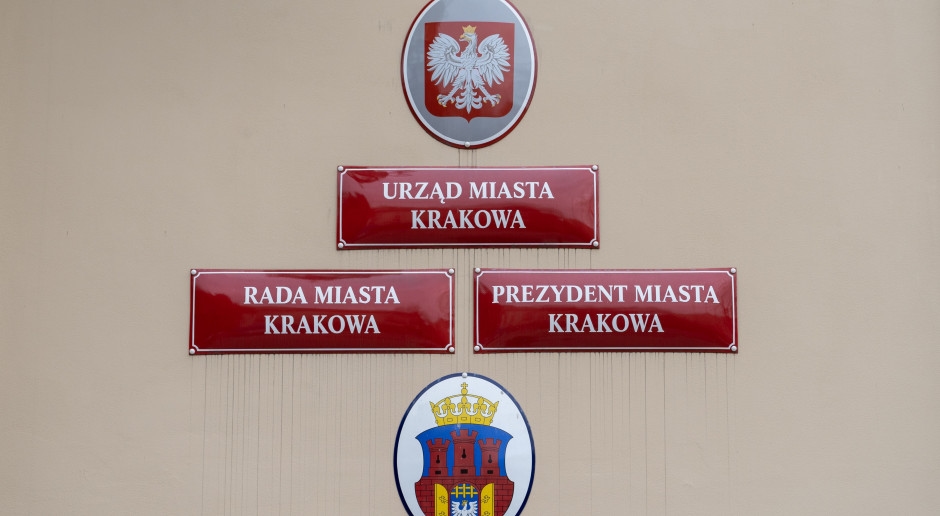 URZĄD MIASTA
KRAKOWA
RADA MIASTA
KRAKOWA
PREZYDENT MIASTA
KRAKOWA